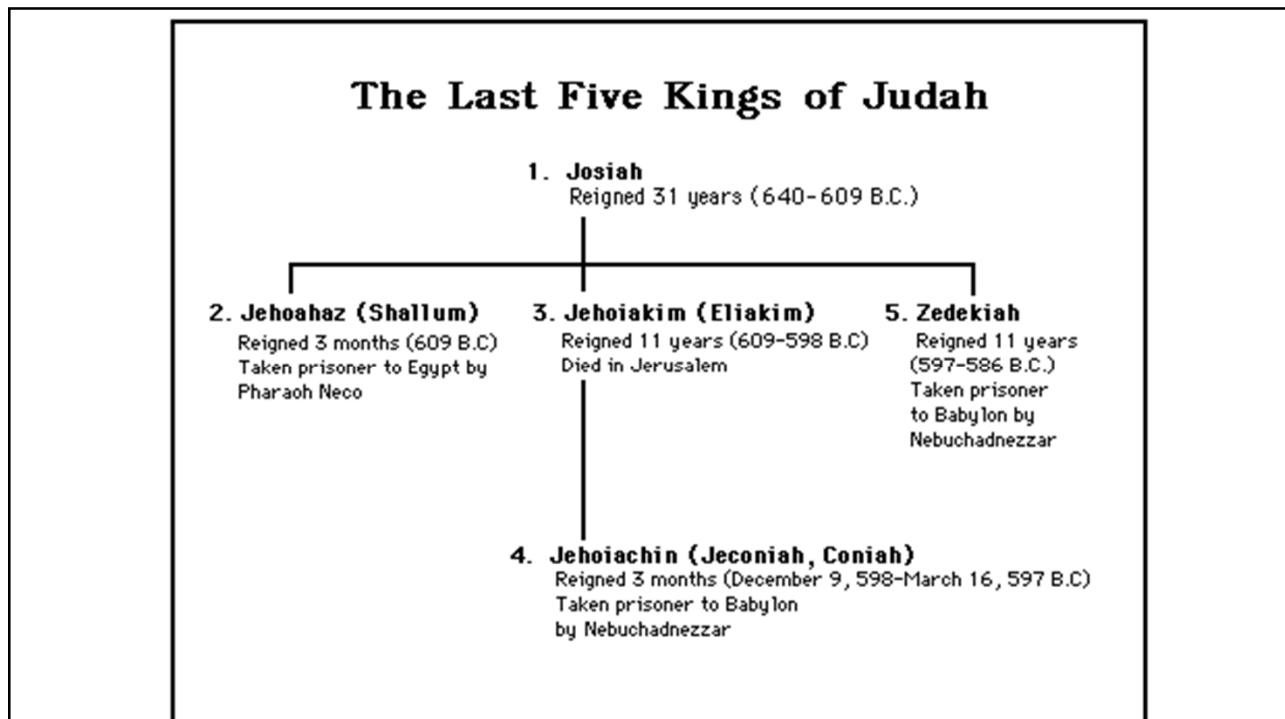 The Last Five Kings of Judah
1. Josiah
Reigned 31 years (640-609 B.C.)
2. Jehoahaz (Shallum)
Reigned 3 months (609 B.C)
Taken prisoner to Egypt by
Pharaoh Neco
3. Jehoiakim (Eliakim)
Reigned 11 years (609-598 B.C)
Died in Jerusalem
5. Zedekiah
Reigned 11 years
(597-586 B.C.)
Taken prisoner
to Babylon by
Nebuchadnezzar
4. Jehoiachin (Jeconiah, Coniah)
Reigned 3 months (December 9, 598-March 16, 597 B.C)
Taken prisoner to Babylon
by Nebuchadnezzar